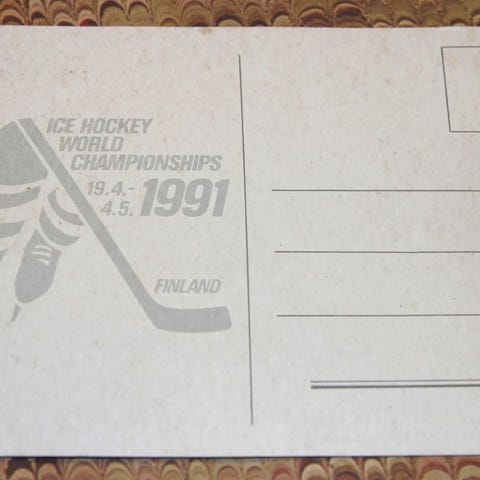 ICE HOCKEY
WORLD
CHAMPIONSHIPS
19.4.-
4.5. 1991
FINLAND